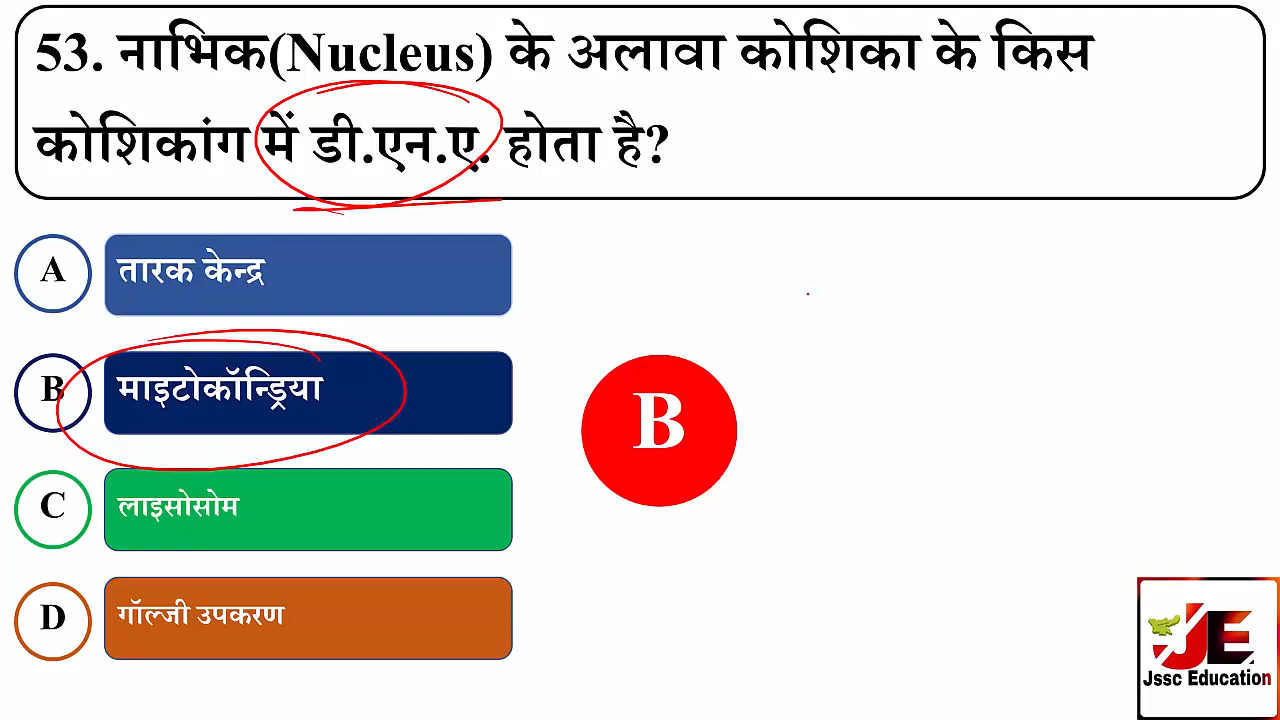 53. नाभिक(Nucleus) के अलावा कोशिका के किस
कोशिकांग में डी.एन.ए. होता है?
A तारक केन्द्र
B माइटोकॉन्ड्रिया
B
C लाइसोसोम
D गॉल्जी उपकरण
JE
Jssc Education